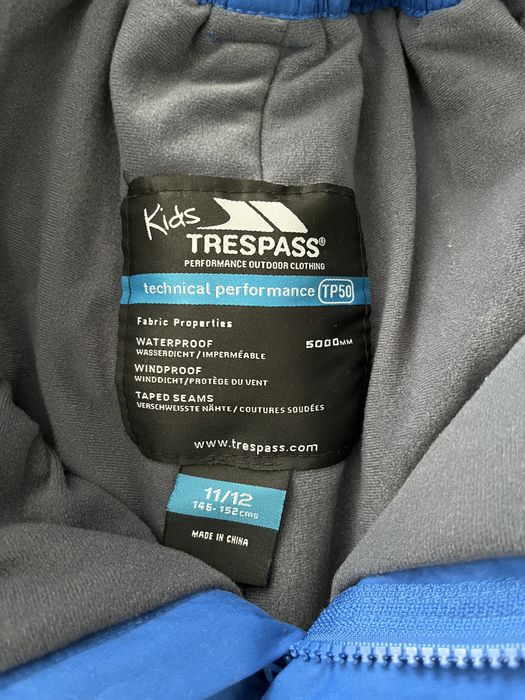 Kids
TRESPASS®
PERFORMANCE OUTDOOR CLOTHING
technical performance TP50
Fabric Properties
WATERPROOF 5000MM
WASSERDICHT/IMPERMÉABLE
WINDPROOF
WINDDICHT/PROTÈGE DU VENT
TAPED SEAMS
VERSCHWEISSTE NÄHTE/COUTURES SOUDÉES
www.trespass.com
11/12
146-152cms
MADE IN CHINA